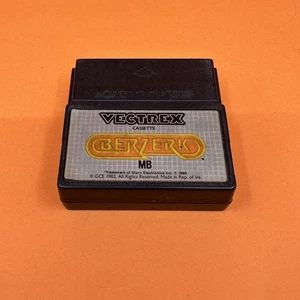 VECTREX
CASSETTE
BERZERK
MB
"Trademark of Stern Electronics Inc. © 1980
© GCE 1982, All Rights Reserved. Made in Rep. of